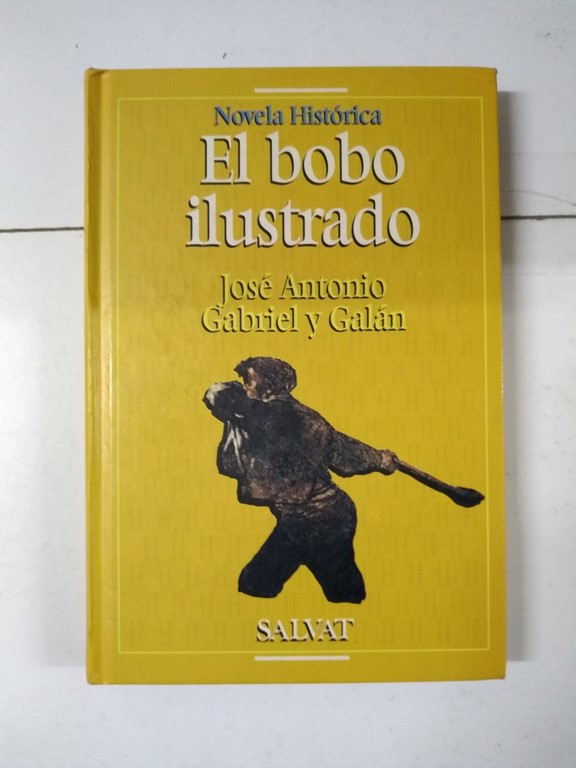 Novela Histórica
El bobo
ilustrado
José Antonio
Gabriel y Galán
SALVAT